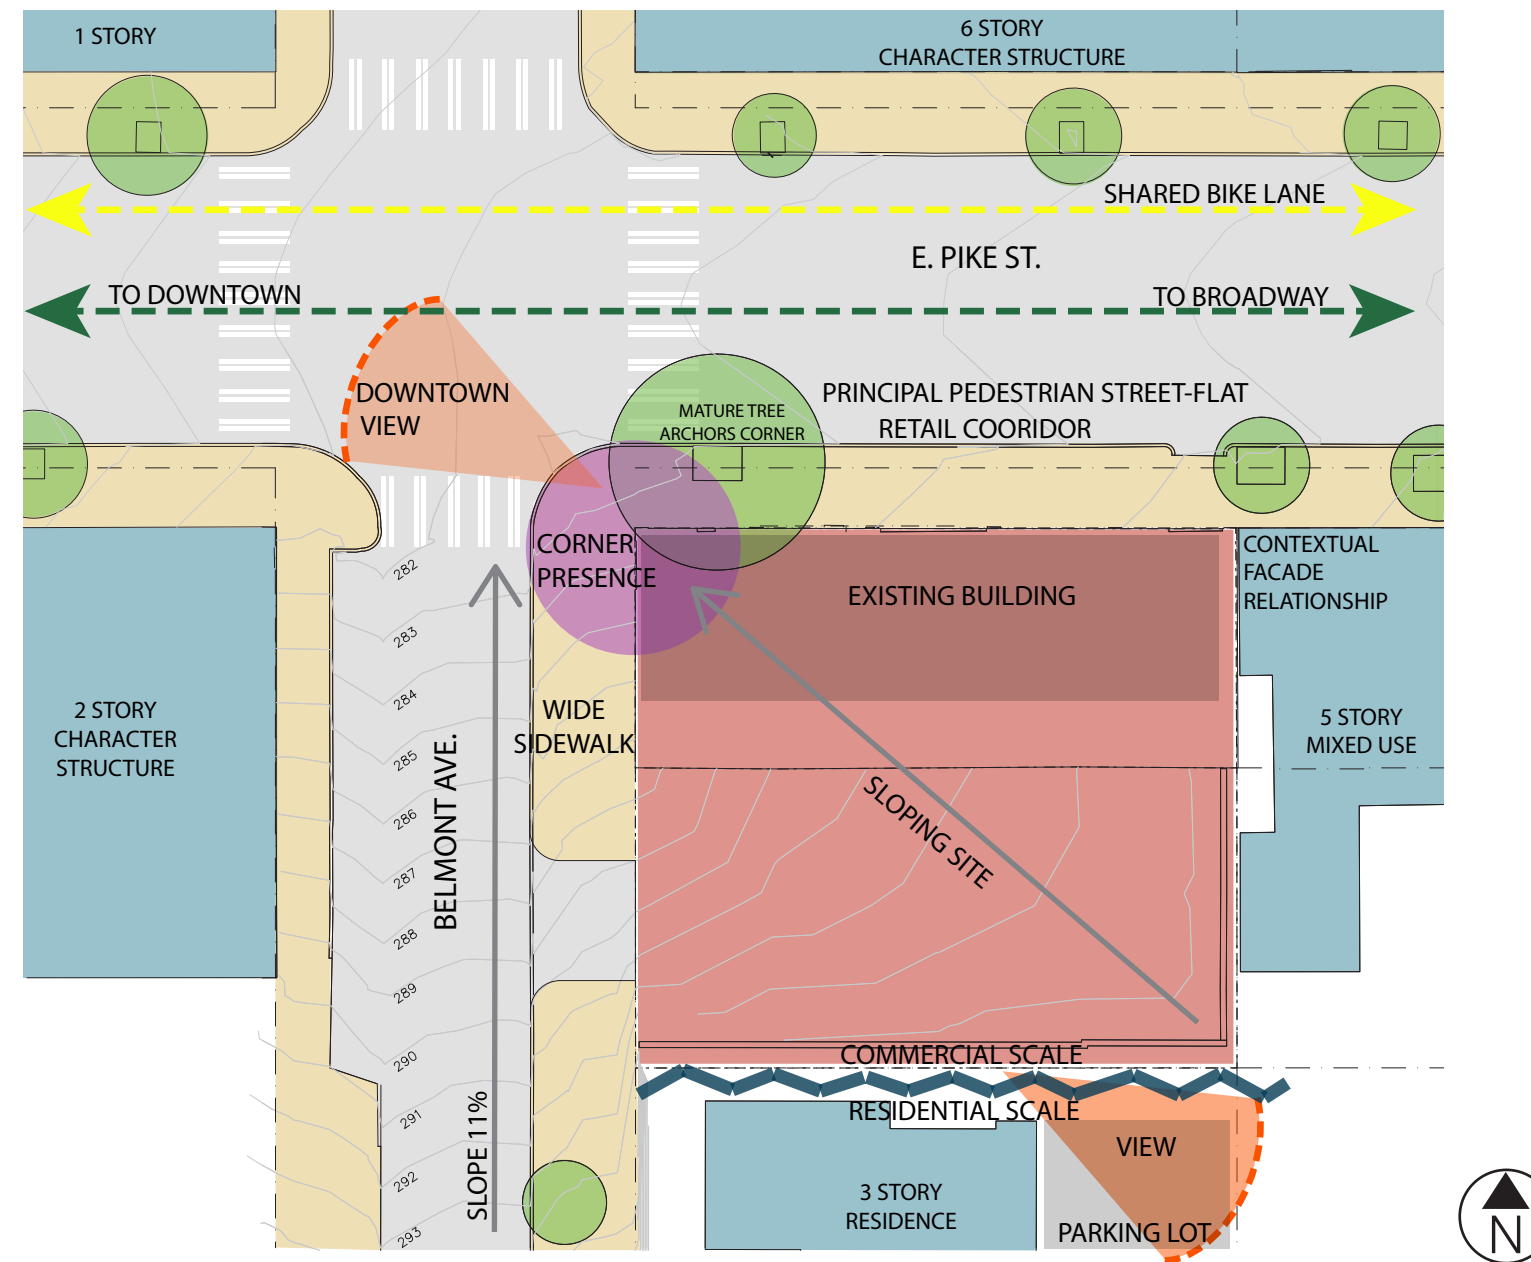 1 STORY
6 STORY
CHARACTER STRUCTURE
SHARED BIKE LANE
E. PIKE ST.
TO DOWNTOWN
TO BROADWAY
DOWNTOWN
VIEW
MATURE TREE
ARCHORS CORNER
PRINCIPAL PEDESTRIAN STREET-FLAT
RETAIL COORIDOR
CORNER
PRESENCE
EXISTING BUILDING
CONTEXTUAL
FACADE
RELATIONSHIP
282
283
284
285
286
287
288
289
290
291
292
293
2 STORY
CHARACTER
STRUCTURE
BELMONT AVE.
WIDE
SIDEWALK
5 STORY
MIXED USE
SLOPING SITE
COMMERCIAL SCALE
RESIDENTIAL SCALE
SLOPE 11%
VIEW
3 STORY
RESIDENCE
PARKING LOT
N